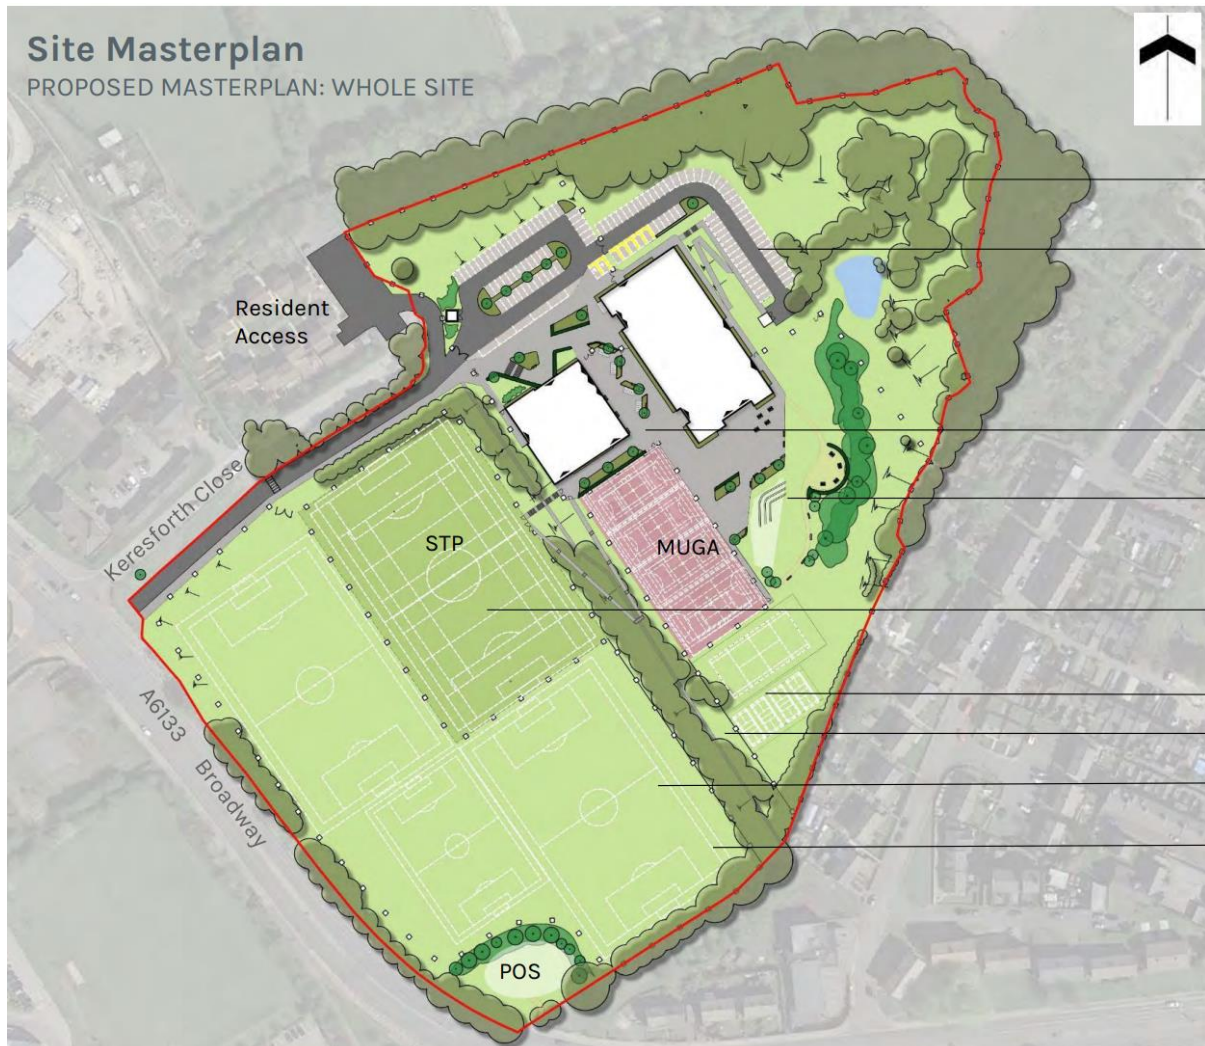 Site Masterplan
PROPOSED MASTERPLAN: WHOLE SITE
Resident
Access
Keresforth Close
STP
MUGA
A6133
Broadway
POS